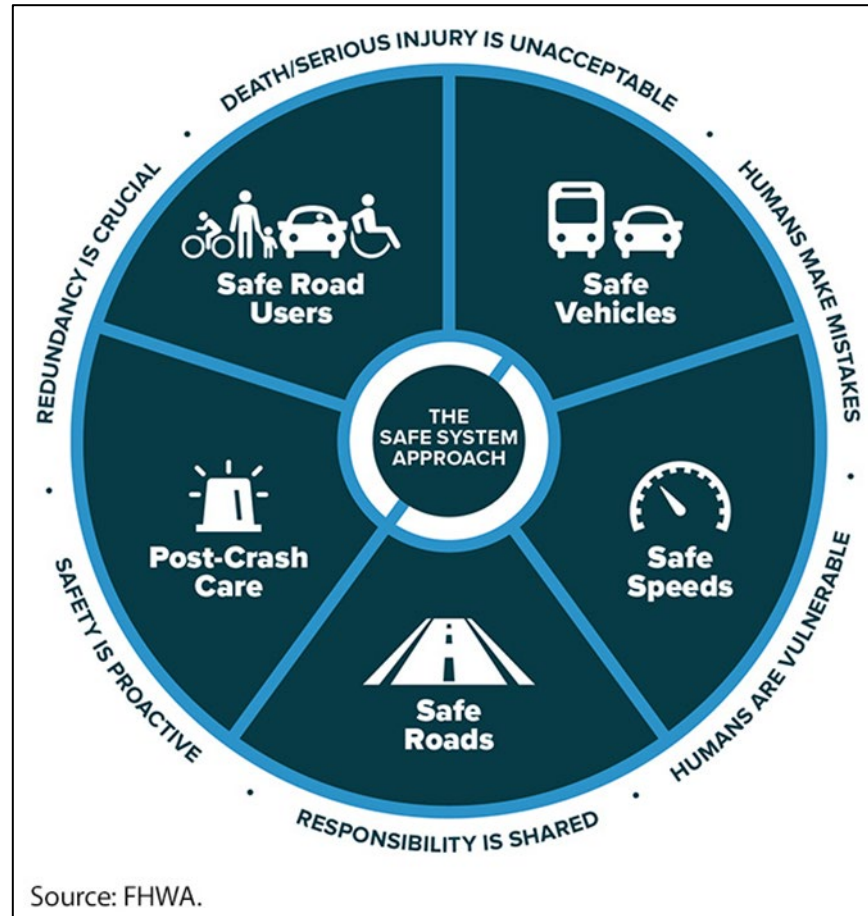 DEATH/SERIOUS INJURY IS UNACCEPTABLE
HUMANS MAKE MISTAKES
HUMANS ARE VULNERABLE
RESPONSIBILITY IS SHARED
SAFETY IS PROACTIVE
REDUNDANCY IS CRUCIAL
Safe Road
Users
Safe
Vehicles
THE
SAFE SYSTEM
APPROACH
Post-Crash
Care
Safe
Speeds
Safe
Roads
Source: FHWA.